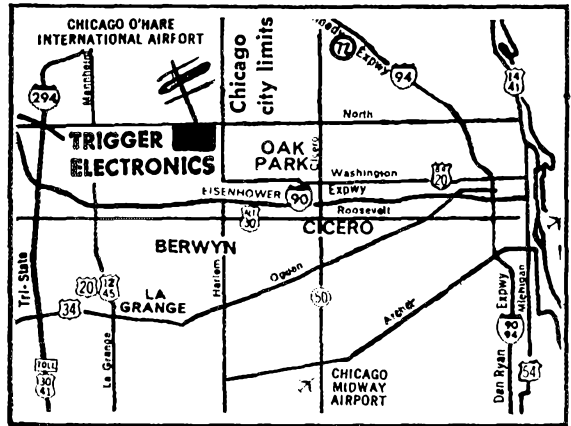 CHICAGO O'HARE
INTERNATIONAL AIRPORT
Chicago
city limits
Expwy
94
14
41
294
Mannheim
North
TRIGGER
ELECTRONICS
OAK
PARK
Cicero
Washington
20
EISENHOWER
90
Expwy
Roosevelt
ALT
30
CICERO
BERWYN
Harlem
Ogden
Tri-State
20
12
45
LA
GRANGE
34
50
Archer
Expwy
Michigan
90
94
La Grange
TOLL
30
41
CHICAGO
MIDWAY
AIRPORT
Dan Ryan
54